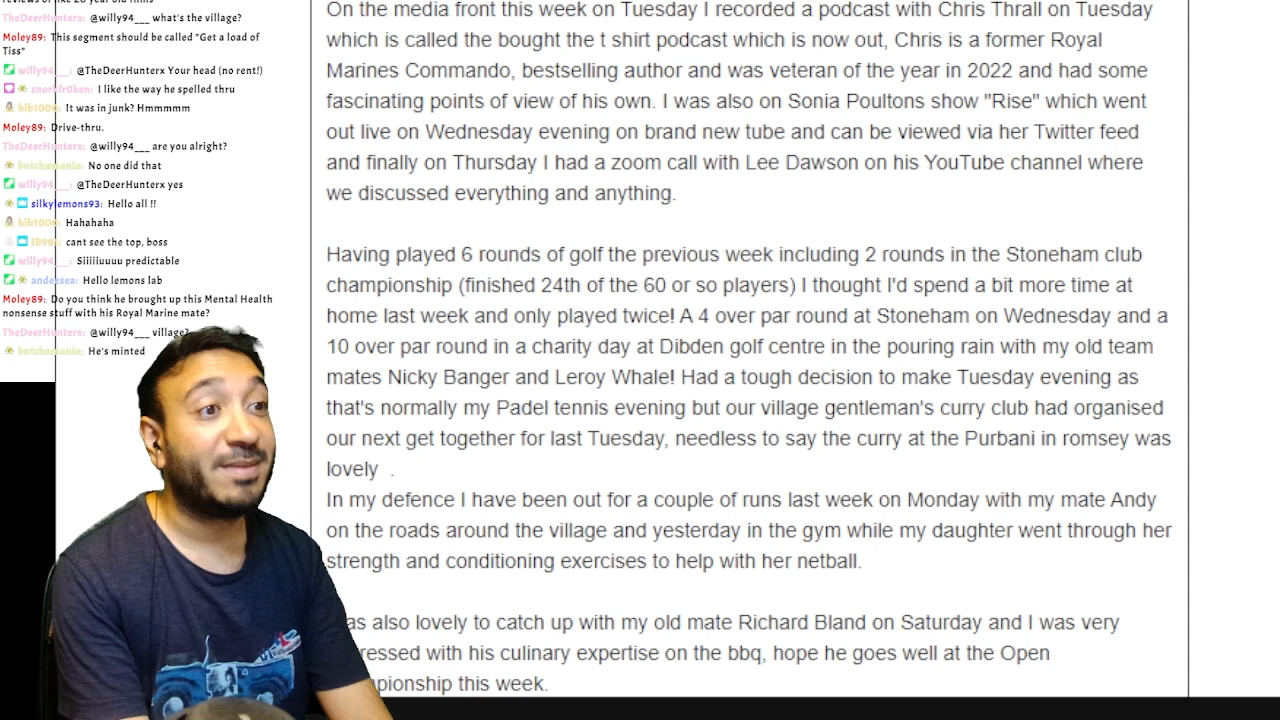 reviews of like 20 year old films
TheDeerHunterx: @willy94___ what's the village?
Moley89: This segment should be called "Get a load of
Tiss"
willy94___: @TheDeerHunterx Your head (no rent!)
snorkfr0ken: I like the way he spelled thru
hib1000: It was in junk? Hmmmmm
Moley89: Drive-thru.
TheDeerHunterx: @willy94___ are you alright?
butchamania: No one did that
willy94___: @TheDeerHunterx yes
silkylemons93: Hello all !!
hib1000: Hahahaha
cant see the top, boss
willy94___: Siiiiiuuuu predictable
andersea: Hello lemons lab
Moley89: Do you think he brought up this Mental Health
nonsense stuff with his Royal Marine mate?
TheDeerHunterx: @willy94___ village?
butchamania: He's minted
On the media front this week on Tuesday I recorded a podcast with Chris Thrall on Tuesday
which is called the bought the t shirt podcast which is now out, Chris is a former Royal
Marines Commando, bestselling author and was veteran of the year in 2022 and had some
fascinating points of view of his own. I was also on Sonia Poultons show "Rise" which went
out live on Wednesday evening on brand new tube and can be viewed via her Twitter feed
and finally on Thursday I had a zoom call with Lee Dawson on his YouTube channel where
we discussed everything and anything.
Having played 6 rounds of golf the previous week including 2 rounds in the Stoneham club
championship (finished 24th of the 60 or so players) I thought I'd spend a bit more time at
home last week and only played twice! A 4 over par round at Stoneham on Wednesday and a
10 over par round in a charity day at Dibden golf centre in the pouring rain with my old team
mates Nicky Banger and Leroy Whale! Had a tough decision to make Tuesday evening as
that's normally my Padel tennis evening but our village gentleman's curry club had organised
our next get together for last Tuesday, needless to say the curry at the Purbani in romsey was
lovely .
In my defence I have been out for a couple of runs last week on Monday with my mate Andy
on the roads around the village and yesterday in the gym while my daughter went through her
strength and conditioning exercises to help with her netball.
as also lovely to catch up with my old mate Richard Bland on Saturday and I was very
ressed with his culinary expertise on the bbq, hope he goes well at the Open
pionship this week.